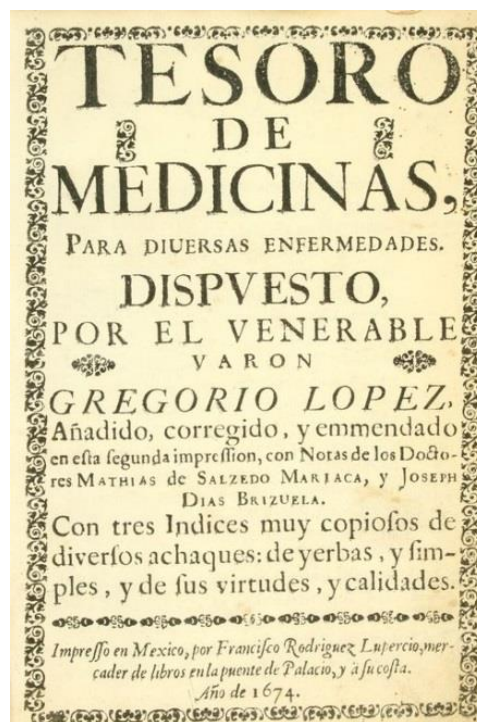 TESORO
DE
MEDICINAS,
PARA DIUERSAS ENFERMEDADES.
DISPVESTO,
POR EL VENERABLE
VARON
GREGORIO LOPEZ,
Añadido, corregido, y emmendado
en eſta ſegunda impreſſion, con Notas de los Docto-
res MATHIAS de SALZEDO MARIACA, y JOSEPH
DIAS BRIZUELA.
Con tres Indices muy copioſos de
diverſos achaques: de yerbas, y ſim-
ples, y de ſus virtudes, y calidades.
Impreſſo en Mexico, por Franciſco Rodriguez Lupercio, mer-
cader de libros en la puente de Palacio, y à ſu coſta.
Año de 1674.